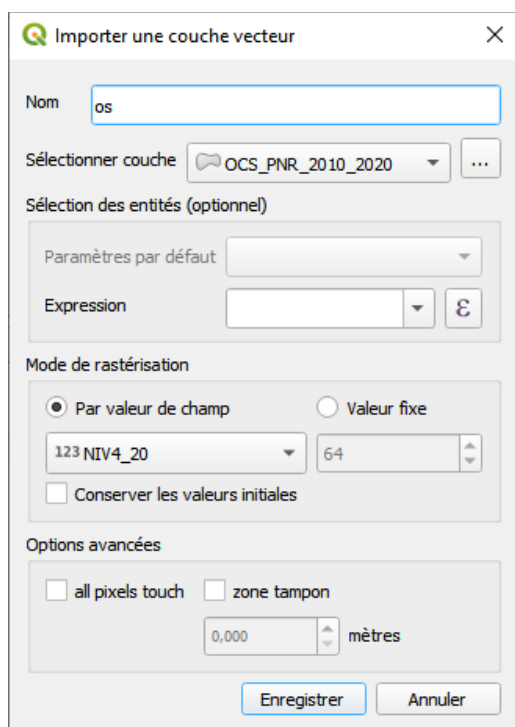 Importer une couche vecteur
Nom os
Sélectionner couche OCS_PNR_2010_2020 ...
Sélection des entités (optionnel)
Paramètres par défaut
Expression ε
Mode de rastérisation
Par valeur de champ Valeur fixe
123 NIV4_20 64
Conserver les valeurs initiales
Options avancées
all pixels touch zone tampon
0,000 mètres
Enregistrer Annuler